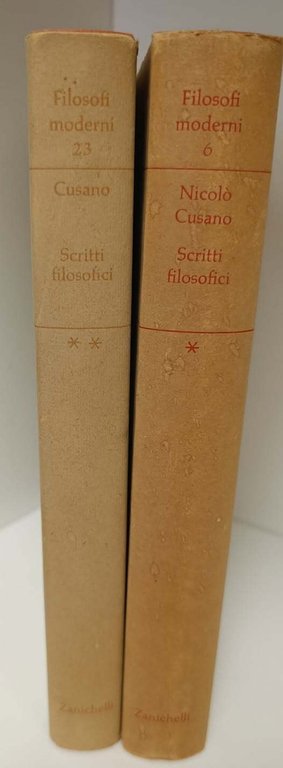 Filosofi
moderni
23
Cusano
Scritti
filosofici
**
Zanichelli
Filosofi
moderni
6
Nicolò
Cusano
Scritti
filosofici
*
Zanichelli